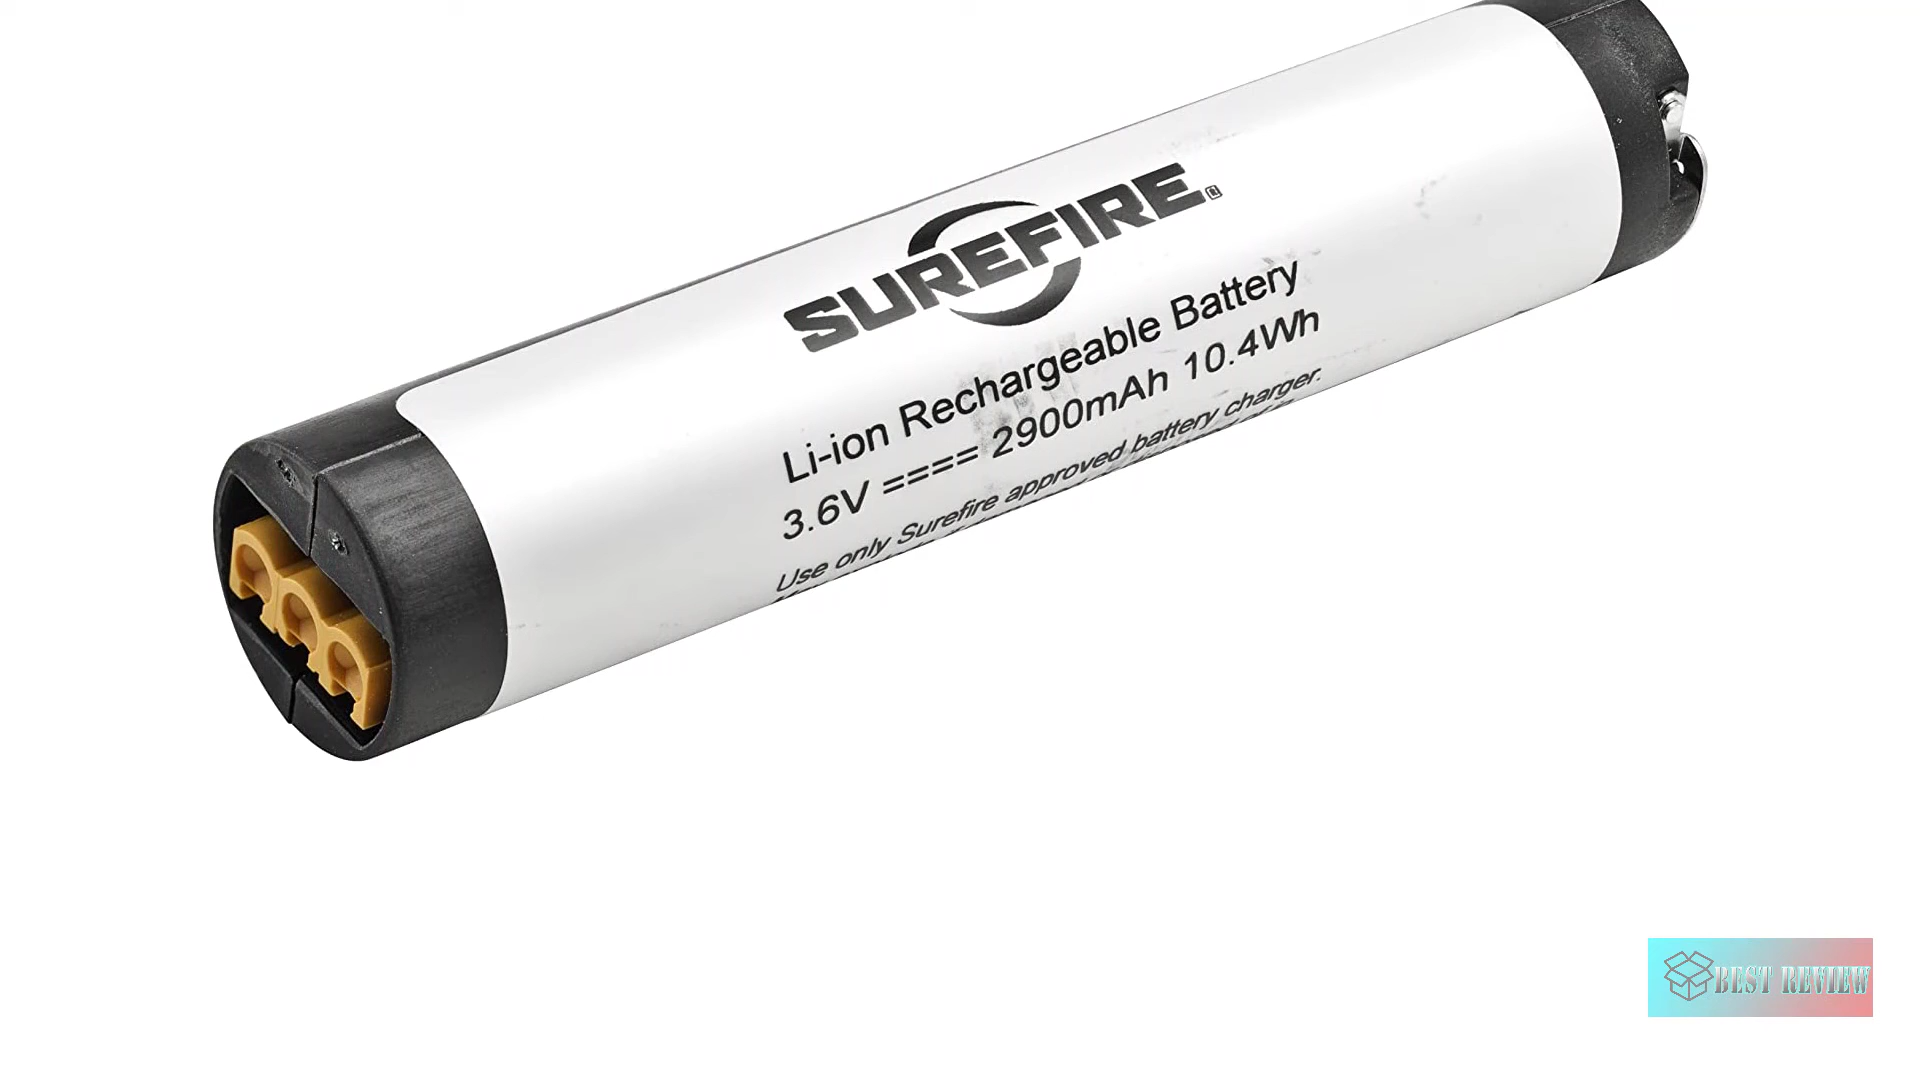 SUREFIRE®
Li-ion Rechargeable Battery
3.6V ==== 2900mAh 10.4Wh
Use only Surefire approved battery charger.
BEST REVIEW